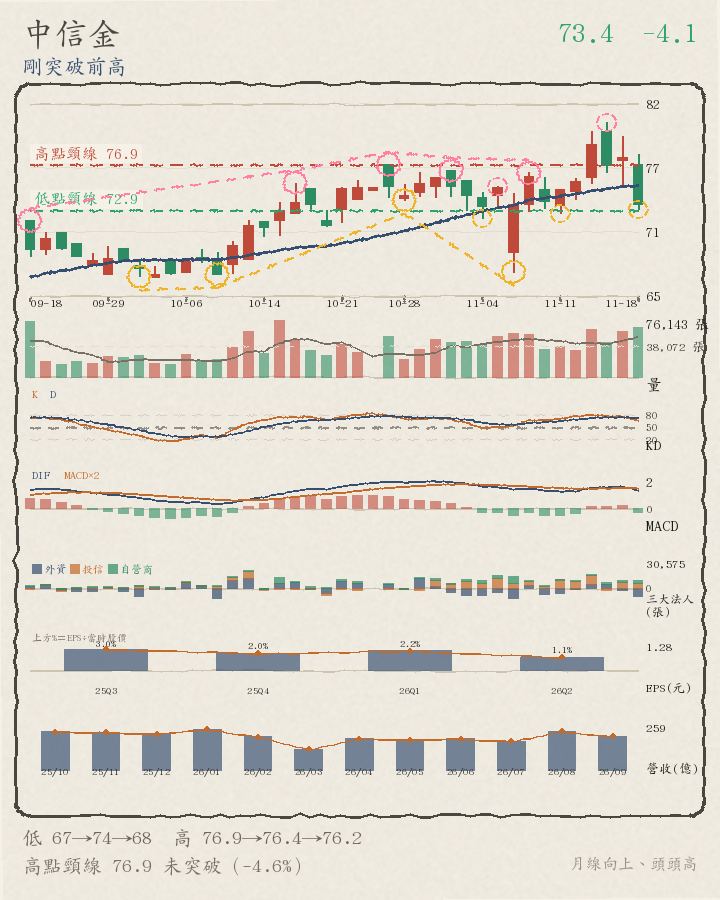 中信金 73.4 -4.1
剛突破前高
82
高點頸線 76.9
77
低點頸線 72.9
71
65
09-18 09-29 10-06 10-14 10-21 10-28 11-04 11-11 11-18
76,143 張
38,072 張
量
K D
80
50
20
KD
DIF MACD×2
2
0
MACD
外資 投信 自營商
30,575
0
三大法人
(張)
上方%=EPS÷當時股價
3.0% 2.0% 2.2% 1.1%
1.28
25Q3 25Q4 26Q1 26Q2
EPS(元)
259
營收(億)
25/10 25/11 25/12 26/01 26/02 26/03 26/04 26/05 26/06 26/07 26/08 26/09
低 67→74→68 高 76.9→76.4→76.2
高點頸線 76.9 未突破 (-4.6%)
月線向上、頭頭高